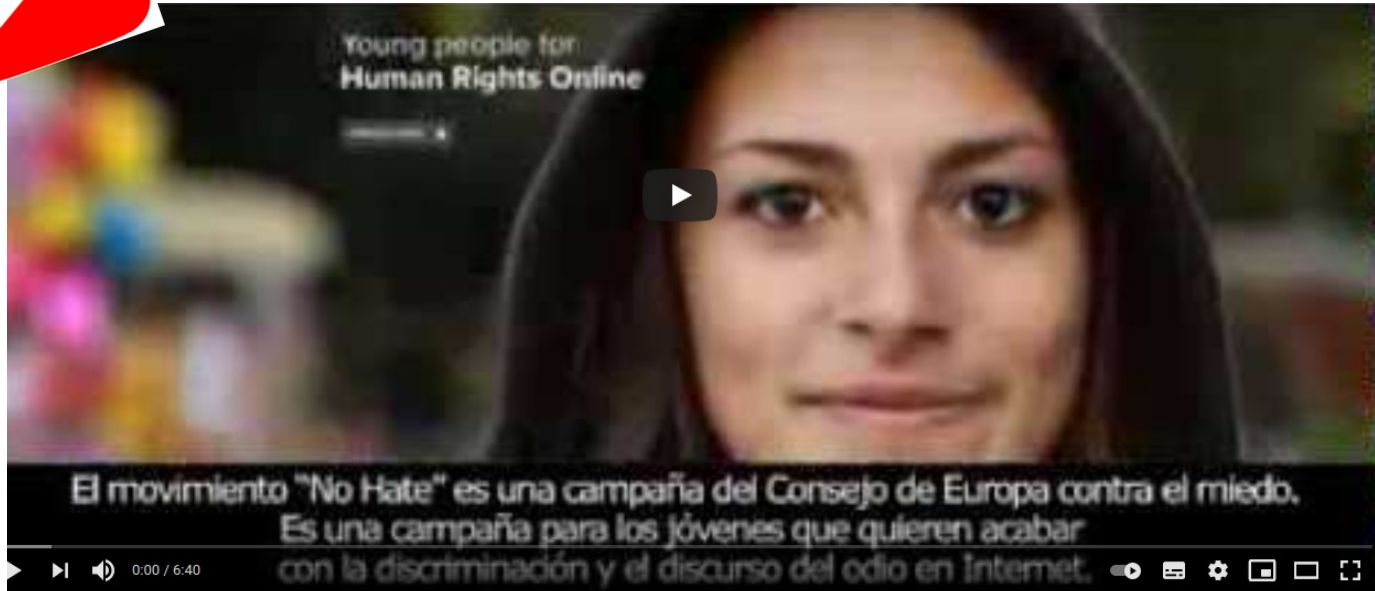 Young people for
Human Rights Online
El movimiento "No Hate" es una campaña del Consejo de Europa contra el miedo.
Es una campaña para los jóvenes que quieren acabar
con la discriminación y el discurso del odio en Internet.
0:00 / 6:40